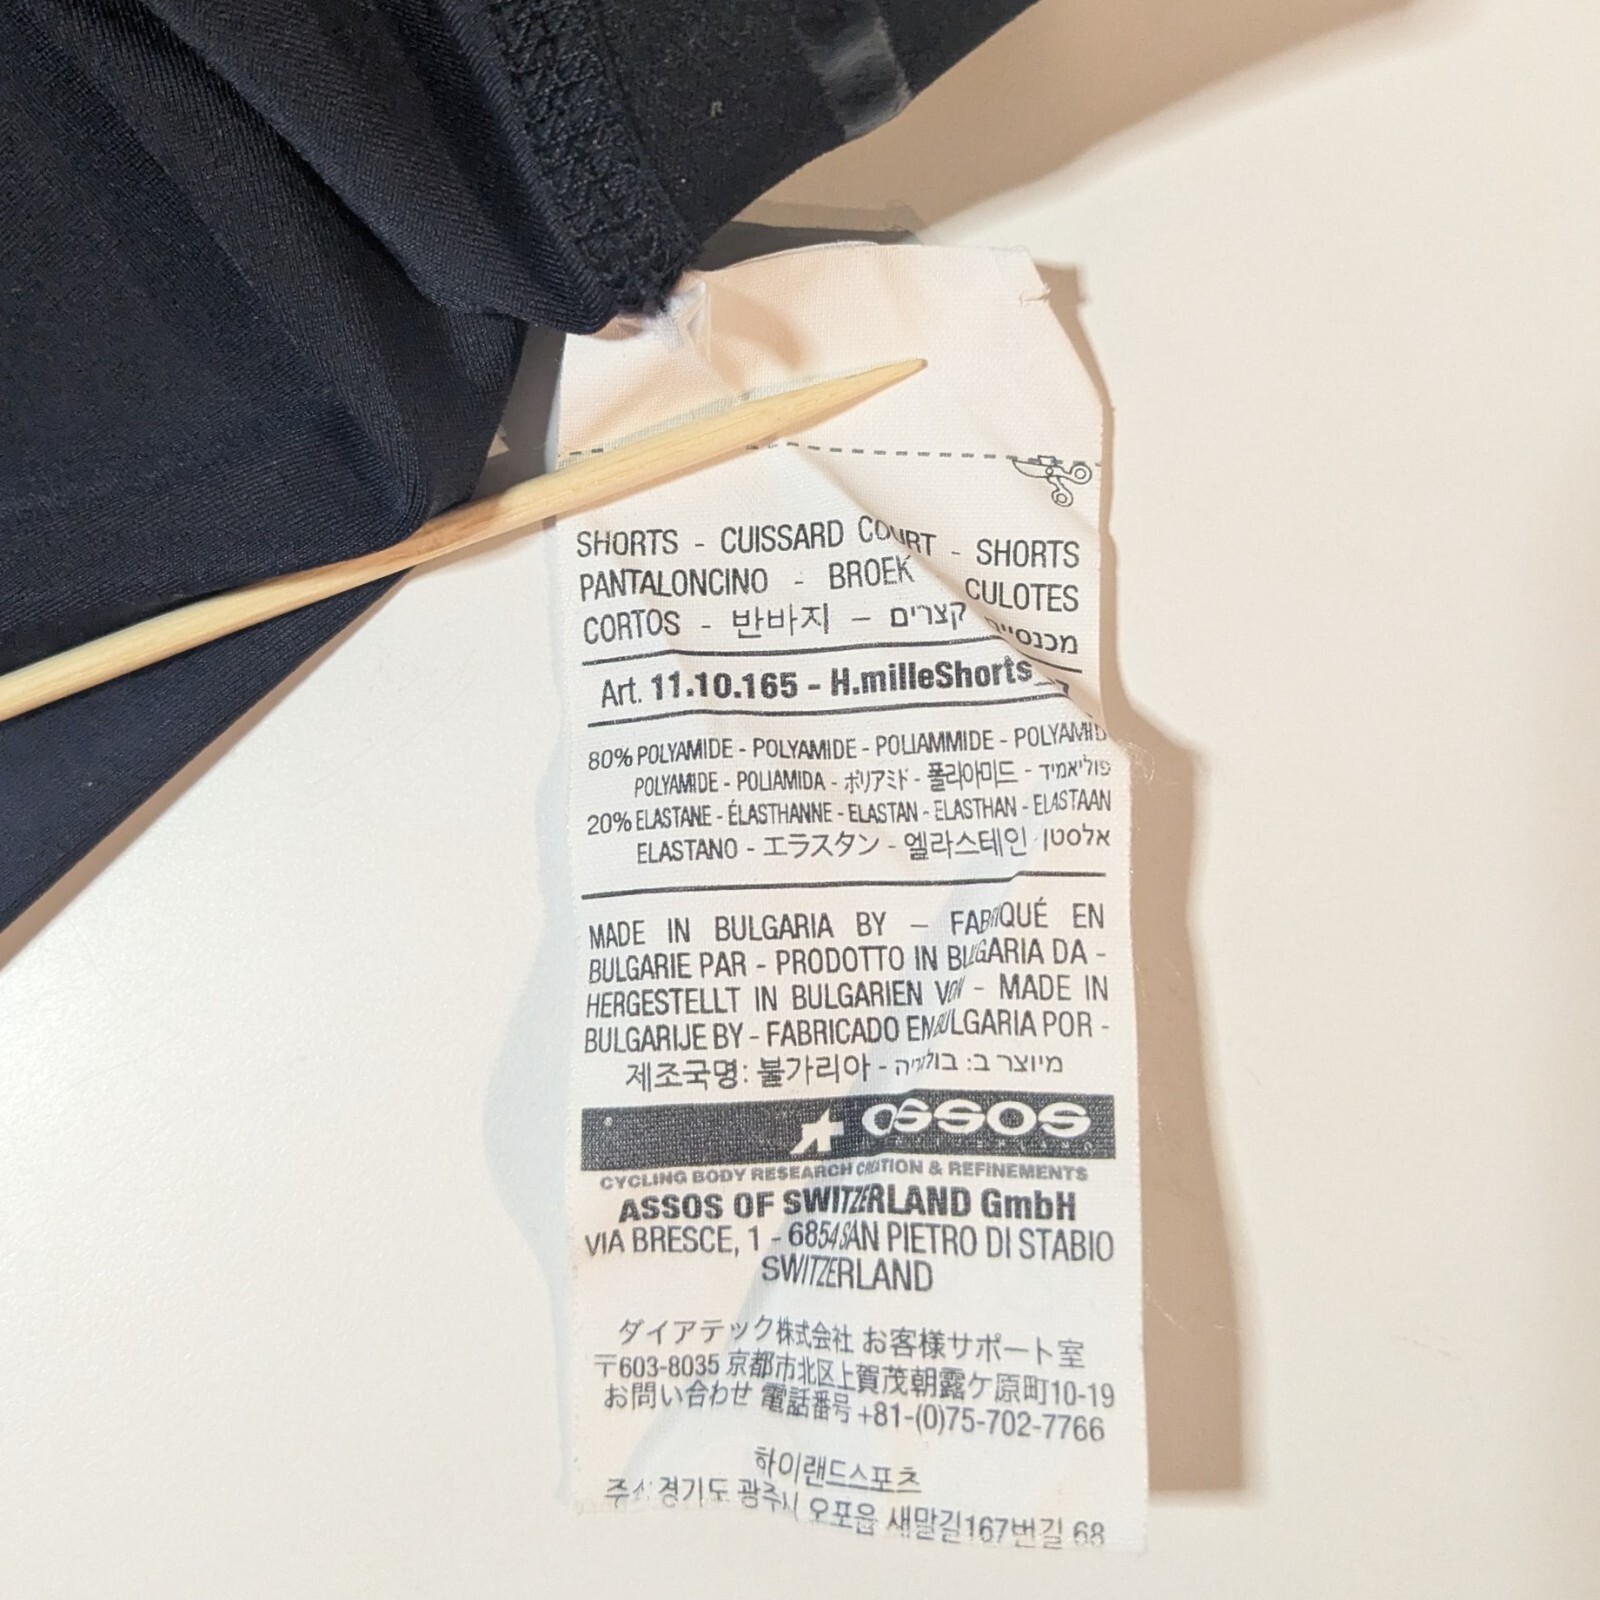 SHORTS - CUISSARD COURT - SHORTS
PANTALONCINO - BROEK CULOTES
CORTOS - 반바지 – קצרים מכנסיים
Art. 11.10.165 - H.milleShorts_
80% POLYAMIDE - POLYAMIDE - POLIAMMIDE - POLYAMID
POLYAMIDE - POLIAMIDA - ポリアミド - 폴리아미드 - פוליאמיד
20% ELASTANE - ÉLASTHANNE - ELASTAN - ELASTHAN - ELASTAAN
ELASTANO - エラスタン - 엘라스테인 אלסטן
MADE IN BULGARIA BY – FABRIQUÉ EN
BULGARIE PAR - PRODOTTO IN BULGARIA DA -
HERGESTELLT IN BULGARIEN VON - MADE IN
BULGARIJE BY - FABRICADO EN BULGARIA POR -
제조국명: 불가리아 - מיוצר ב: בולגריה
assos
CYCLING BODY RESEARCH CREATION & REFINEMENTS
ASSOS OF SWITZERLAND GmbH
VIA BRESCE, 1 - 6854 SAN PIETRO DI STABIO
SWITZERLAND
ダイアテック株式会社 お客様サポート室
〒603-8035 京都市北区上賀茂朝露ケ原町10-19
お問い合わせ 電話番号 +81-(0)75-702-7766
하이랜드스포츠
주소: 경기도 광주시 오포읍 새말길167번길 68